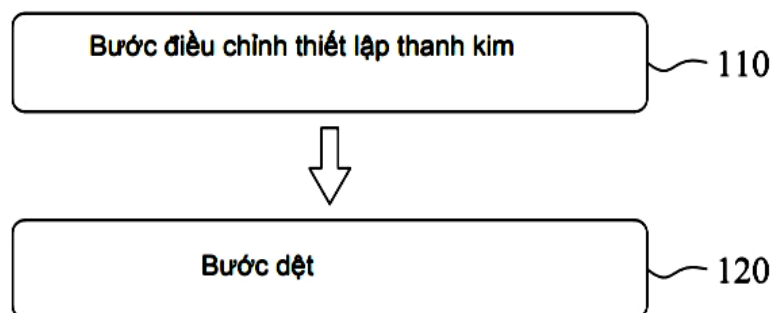 Bước điều chỉnh thiết lập thanh kim
110
Bước dệt
120